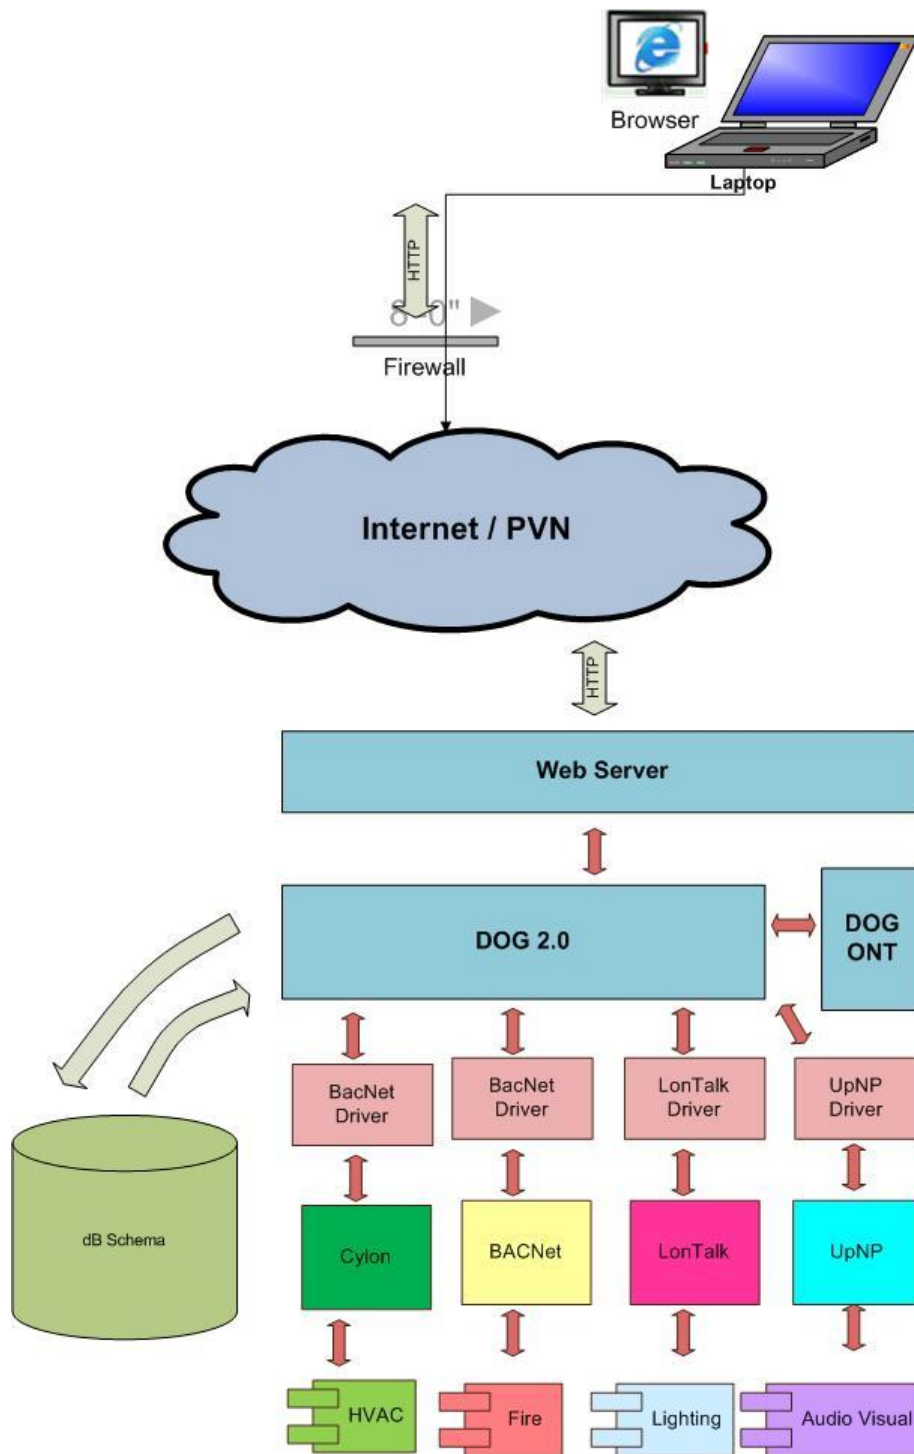 Browser
Laptop
HTTP
8'-0"
Firewall
Internet / PVN
HTTP
Web Server
DOG 2.0
DOG
ONT
BacNet
Driver
BacNet
Driver
LonTalk
Driver
UpNP
Driver
dB Schema
Cylon
BACNet
LonTalk
UpNP
HVAC
Fire
Lighting
Audio Visual